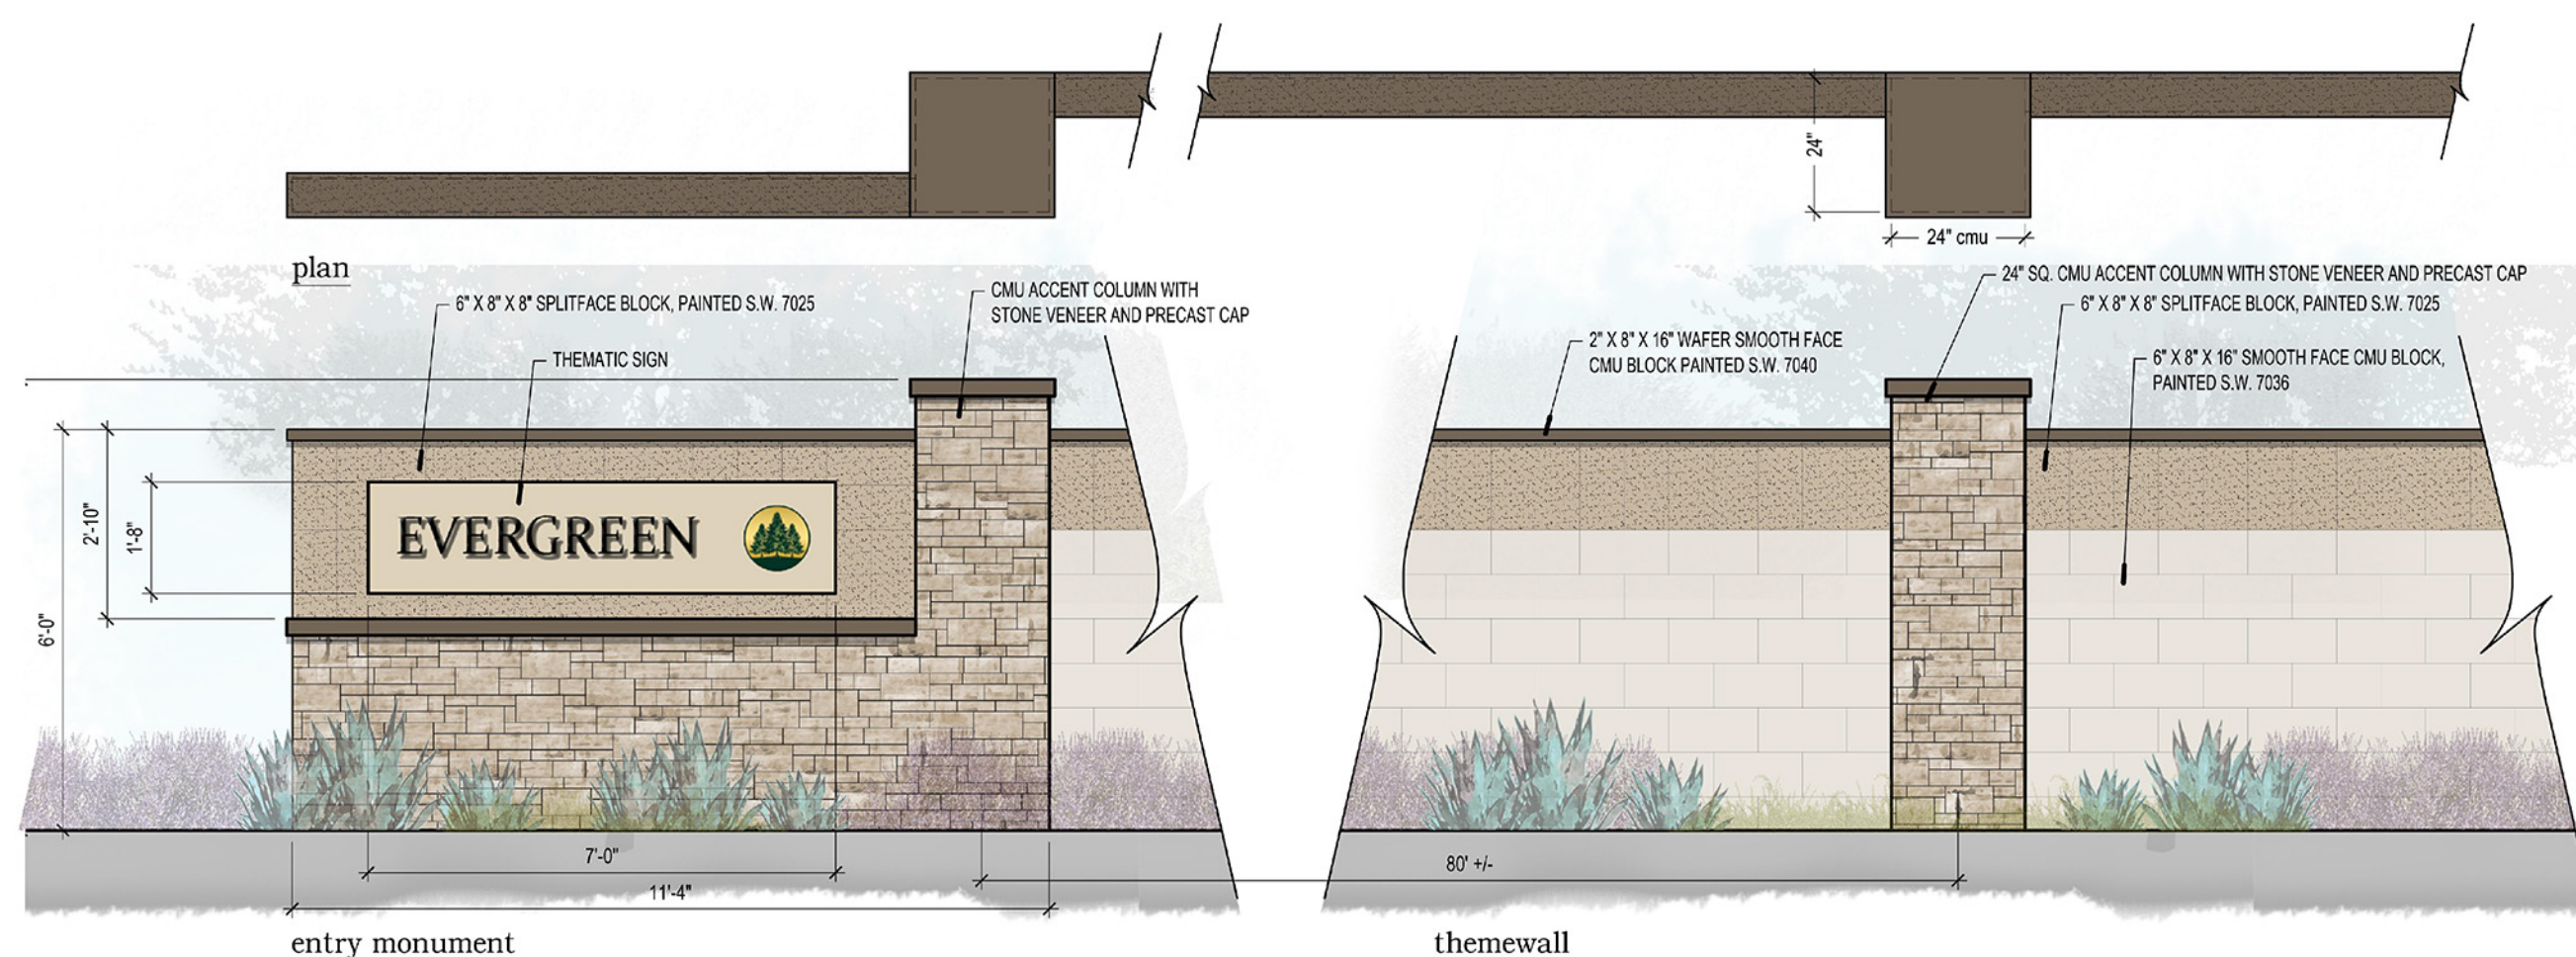 24"
24" cmu
plan
6" X 8" X 8" SPLITFACE BLOCK, PAINTED S.W. 7025
THEMATIC SIGN
CMU ACCENT COLUMN WITH
STONE VENEER AND PRECAST CAP
2" X 8" X 16" WAFER SMOOTH FACE
CMU BLOCK PAINTED S.W. 7040
24" SQ. CMU ACCENT COLUMN WITH STONE VENEER AND PRECAST CAP
6" X 8" X 8" SPLITFACE BLOCK, PAINTED S.W. 7025
6" X 8" X 16" SMOOTH FACE CMU BLOCK,
PAINTED S.W. 7036
6'-0"
2'-10"
1'-8"
EVERGREEN
7'-0"
11'-4"
80' +/-
entry monument
themewall